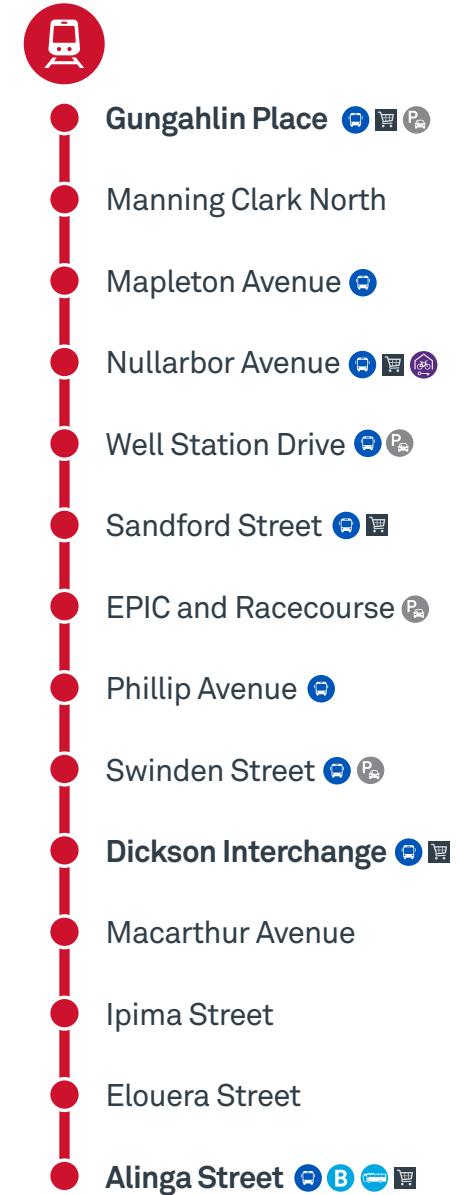 Gungahlin Place P
Manning Clark North
Mapleton Avenue
Nullarbor Avenue
Well Station Drive P
Sandford Street
EPIC and Racecourse P
Phillip Avenue
Swinden Street P
Dickson Interchange
Macarthur Avenue
Ipima Street
Elouera Street
Alinga Street B